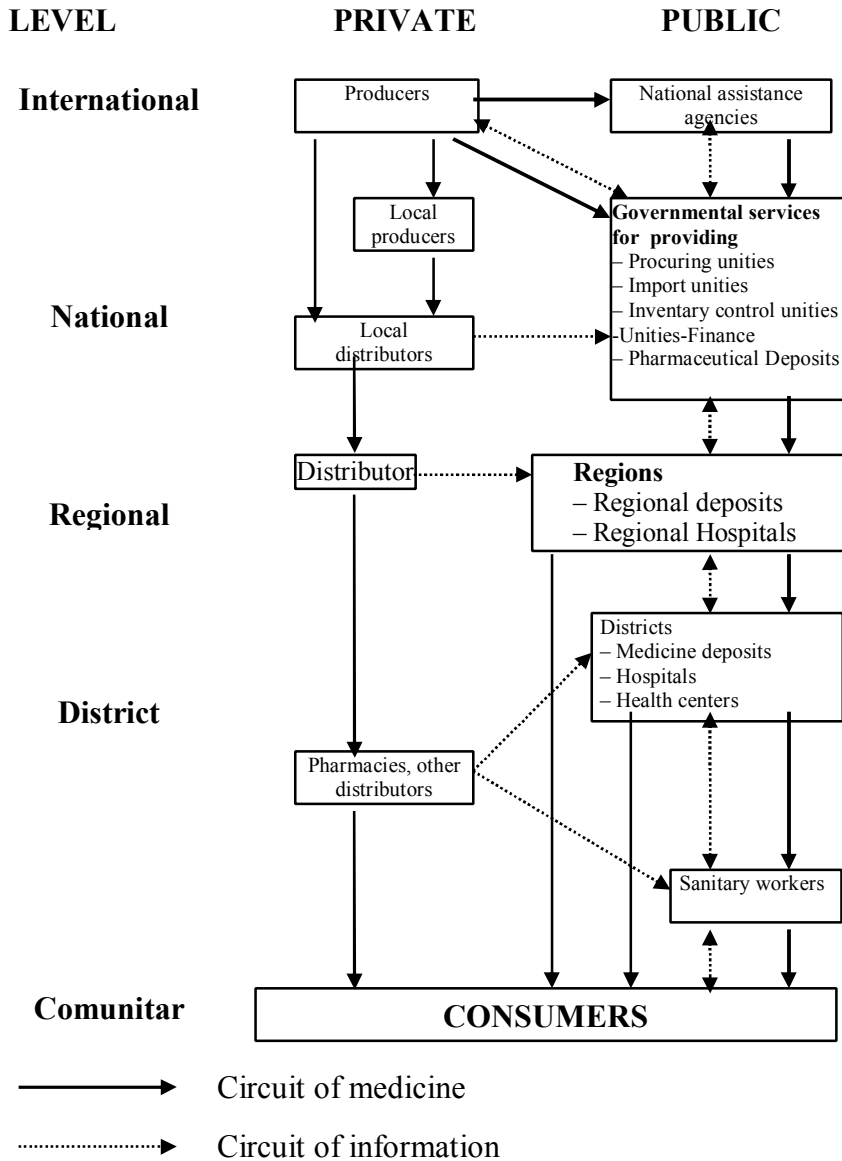 LEVEL PRIVATE PUBLIC
International
Producers
National assistance
agencies
Local
producers
Governmental services
for providing
– Procuring unities
– Import unities
– Inventary control unities
-Unities-Finance
– Pharmaceutical Deposits
National
Local
distributors
Distributor
Regions
– Regional deposits
– Regional Hospitals
Regional
Districts
– Medicine deposits
– Hospitals
– Health centers
District
Pharmacies, other
distributors
Sanitary workers
Comunitar
CONSUMERS
Circuit of medicine
Circuit of information